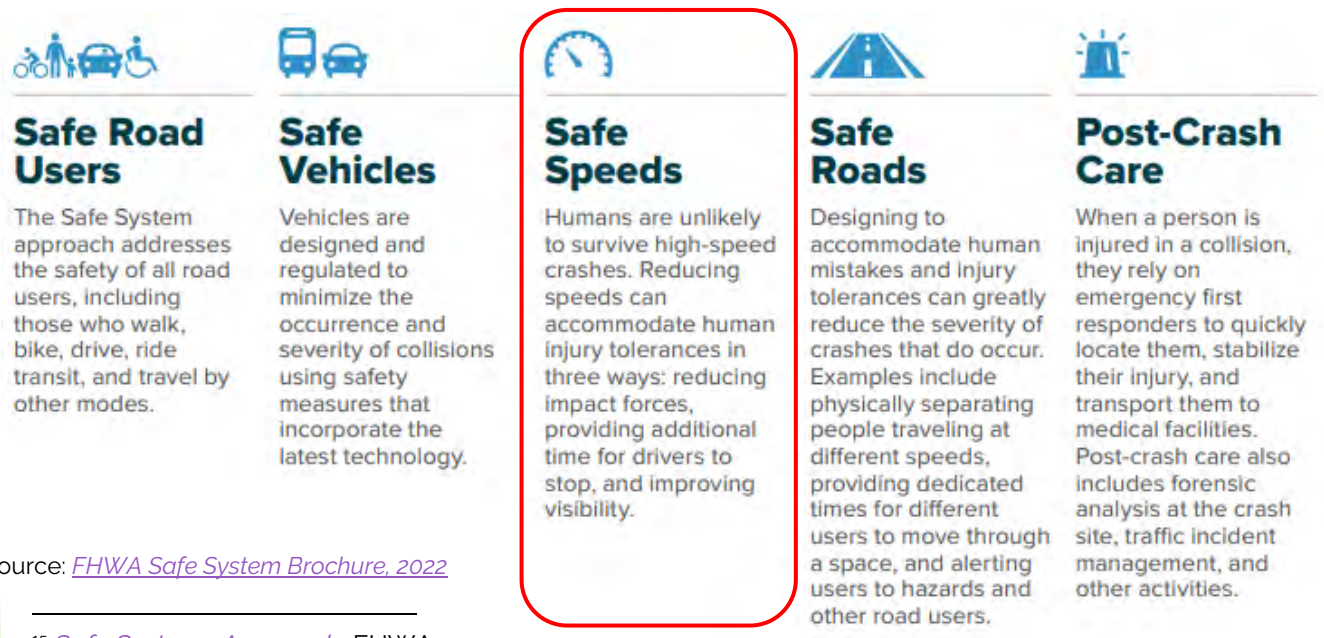 Safe Road
Users
The Safe System
approach addresses
the safety of all road
users, including
those who walk,
bike, drive, ride
transit, and travel by
other modes.
Safe
Vehicles
Vehicles are
designed and
regulated to
minimize the
occurrence and
severity of collisions
using safety
measures that
incorporate the
latest technology.
Safe
Speeds
Humans are unlikely
to survive high-speed
crashes. Reducing
speeds can
accommodate human
injury tolerances in
three ways: reducing
impact forces,
providing additional
time for drivers to
stop, and improving
visibility.
Safe
Roads
Designing to
accommodate human
mistakes and injury
tolerances can greatly
reduce the severity of
crashes that do occur.
Examples include
physically separating
people traveling at
different speeds,
providing dedicated
times for different
users to move through
a space, and alerting
users to hazards and
other road users.
Post-Crash
Care
When a person is
injured in a collision,
they rely on
emergency first
responders to quickly
locate them, stabilize
their injury, and
transport them to
medical facilities.
Post-crash care also
includes forensic
analysis at the crash
site, traffic incident
management, and
other activities.
ource: FHWA Safe System Brochure, 2022
FHWA